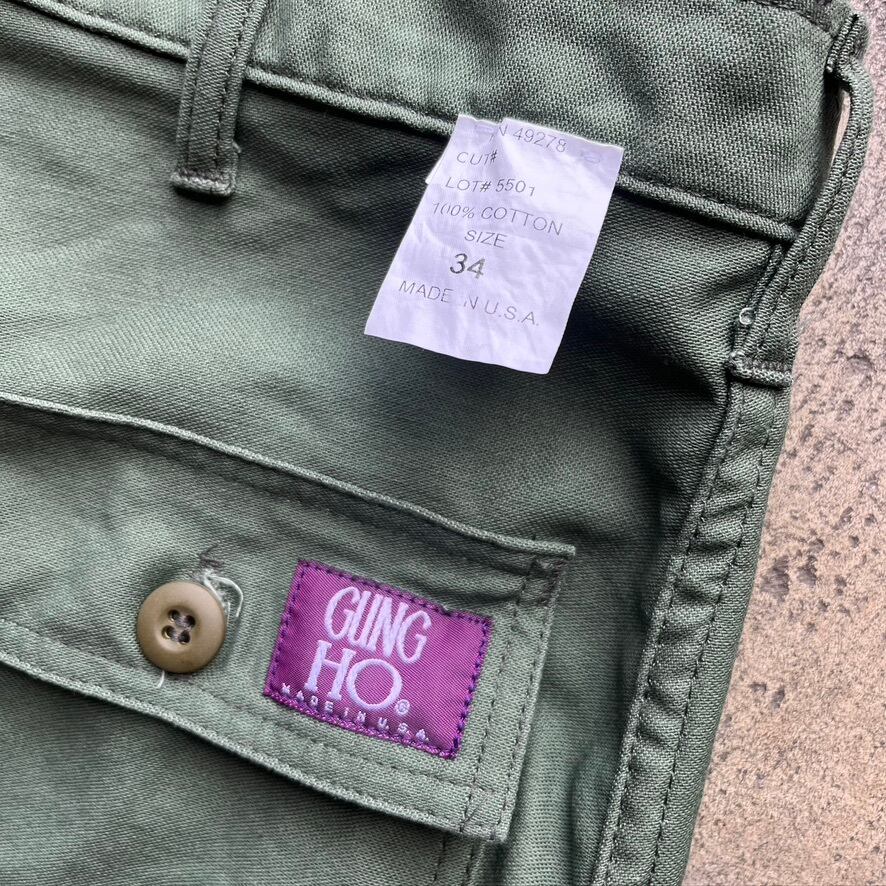 N 49278
CUT#
LOT# 5501
100% COTTON
SIZE
34
MADE IN U.S.A.
GUNG
HO®
MADE IN U.S.A.